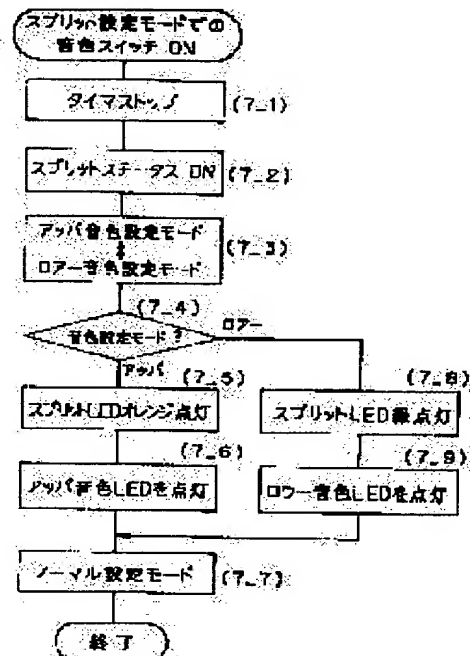 スプリット設定モードでの
音色スイッチ ON
タイマストップ
(7_1)
スプリットステータス ON
(7_2)
アッパ音色設定モード
ロアー音色設定モード
(7_3)
(7_4)
音色設定モード?
ロアー
アッパ
(7_5)
スプリットLEDオレンジ点灯
(7_6)
アッパ音色LEDを点灯
(7_8)
スプリットLED緑点灯
(7_9)
ロウー音色LEDを点灯
ノーマル設定モード
(7_7)
終了